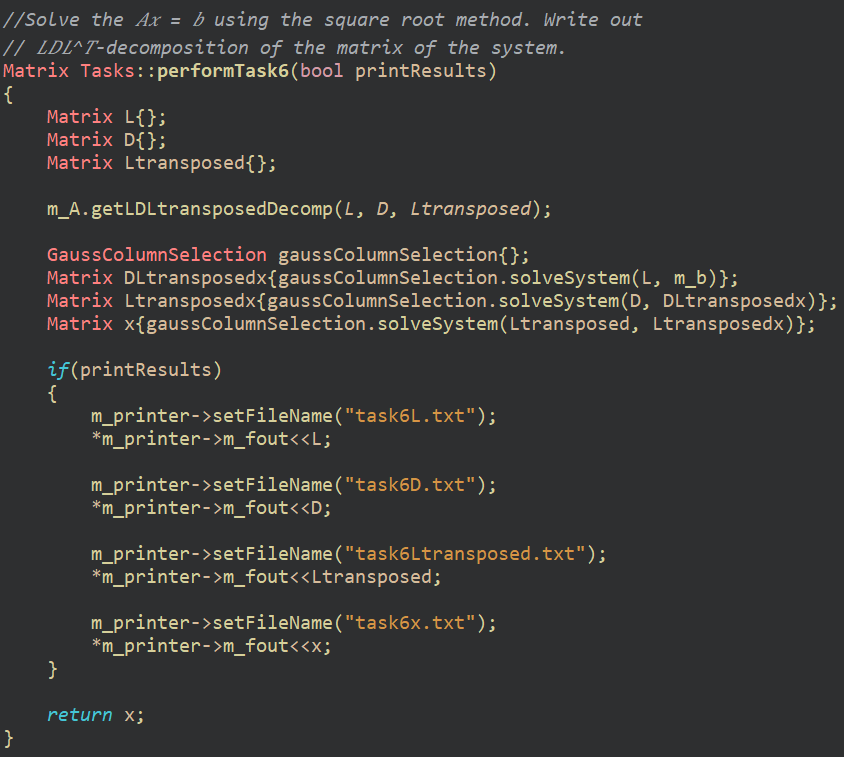 //Solve the 𝐴𝑥 = 𝑏 using the square root method. Write out
// 𝐿𝐷𝐿^𝑇-decomposition of the matrix of the system.
Matrix Tasks::performTask6(bool printResults)
{
    Matrix L{};
    Matrix D{};
    Matrix Ltransposed{};

    m_A.getLDLtransposedDecomp(L, D, Ltransposed);

    GaussColumnSelection gaussColumnSelection{};
    Matrix DLtransposedx{gaussColumnSelection.solveSystem(L, m_b)};
    Matrix Ltransposedx{gaussColumnSelection.solveSystem(D, DLtransposedx)};
    Matrix x{gaussColumnSelection.solveSystem(Ltransposed, Ltransposedx)};

    if(printResults)
    {
        m_printer->setFileName("task6L.txt");
        *m_printer->m_fout<<L;

        m_printer->setFileName("task6D.txt");
        *m_printer->m_fout<<D;

        m_printer->setFileName("task6Ltransposed.txt");
        *m_printer->m_fout<<Ltransposed;

        m_printer->setFileName("task6x.txt");
        *m_printer->m_fout<<x;
    }

    return x;
}